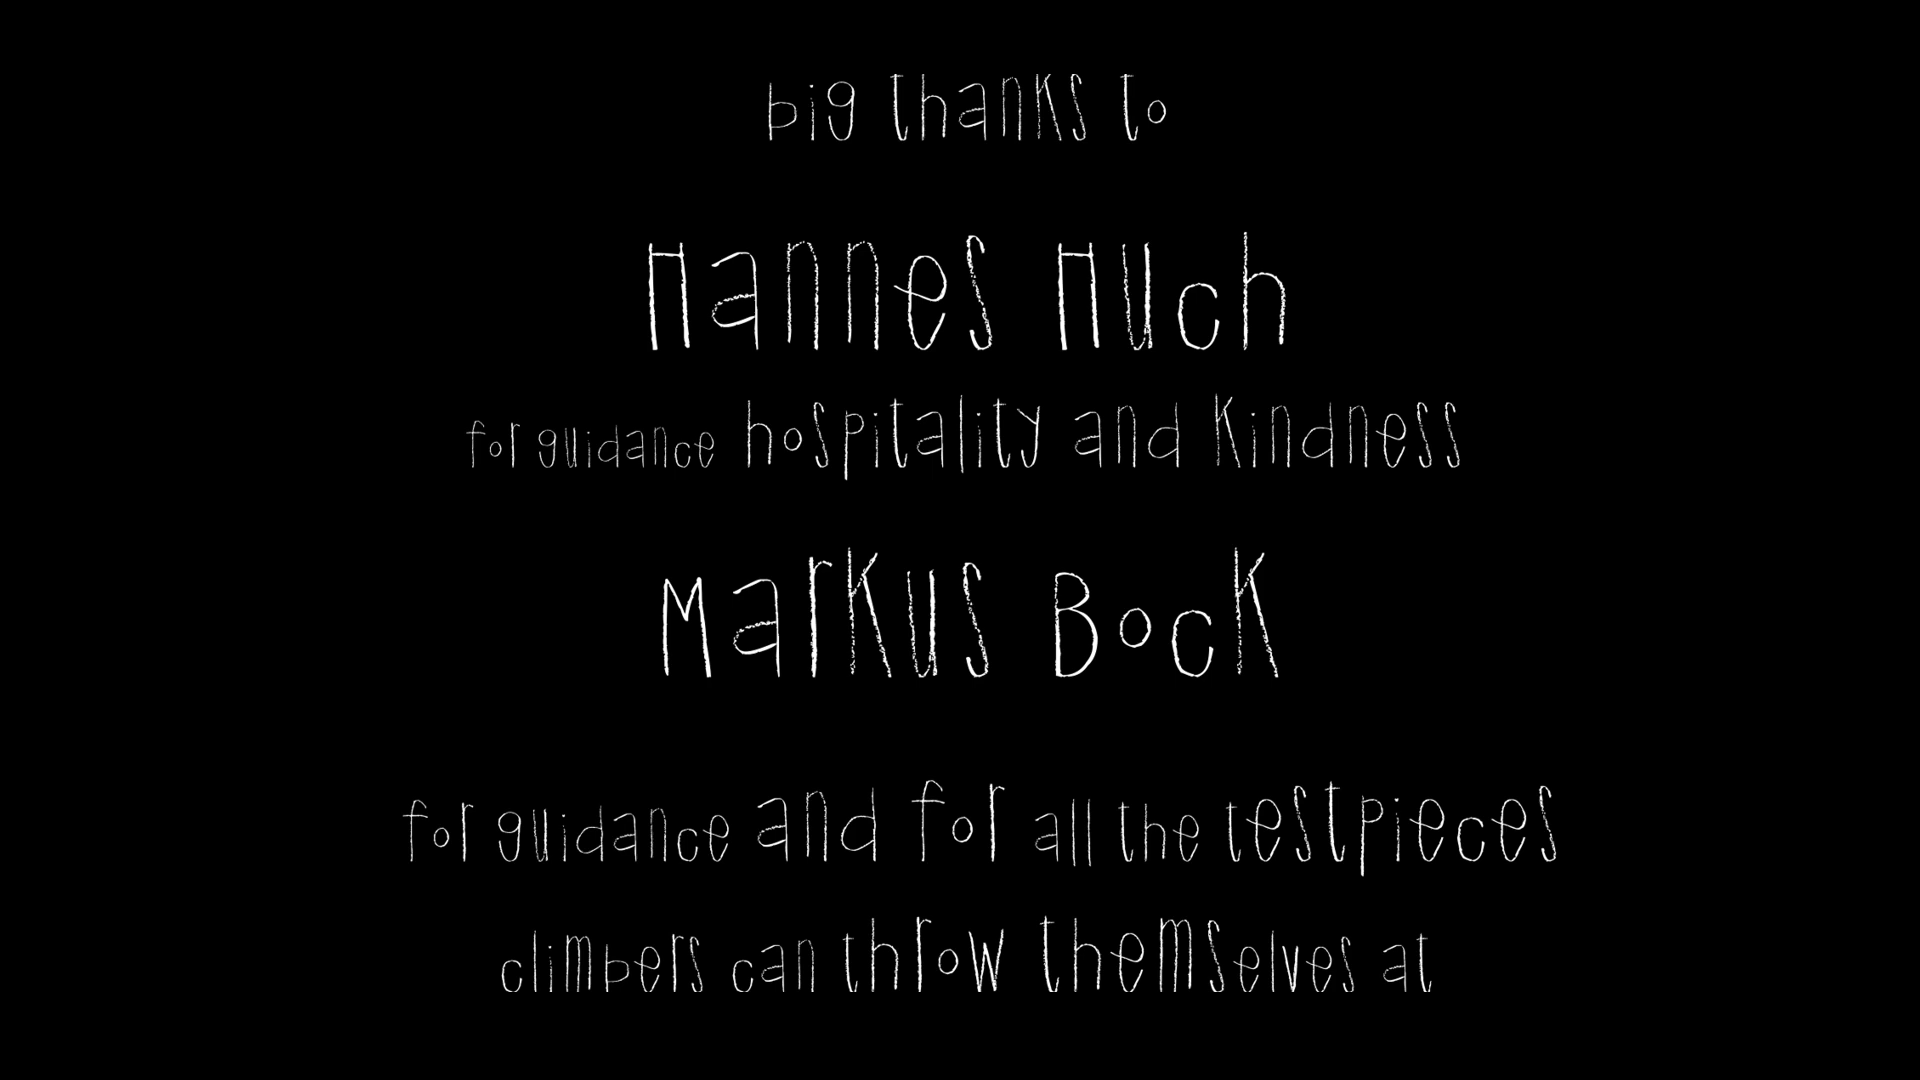 big thanks to
Hannes Huch
for guidance hospitality and kindness
Markus Bock
for guidance and for all the testpieces
climbers can throw themselves at